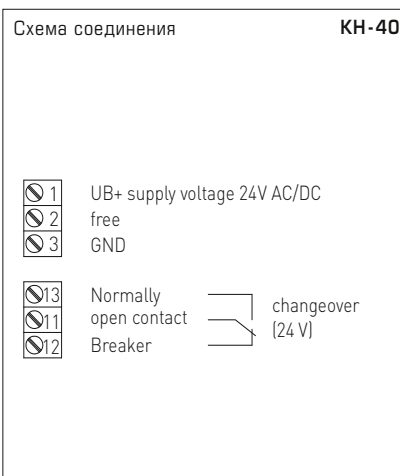 Схема соединения KH-40
1 UB+ supply voltage 24V AC/DC
2 free
3 GND
13 Normally
11 open contact
12 Breaker
changeover
(24 V)